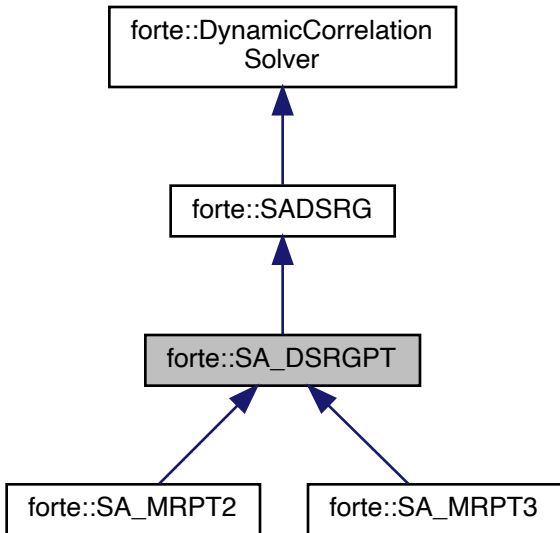 forte::DynamicCorrelation
Solver
forte::SADSRG
forte::SA_DSRGPT
forte::SA_MRPT2
forte::SA_MRPT3